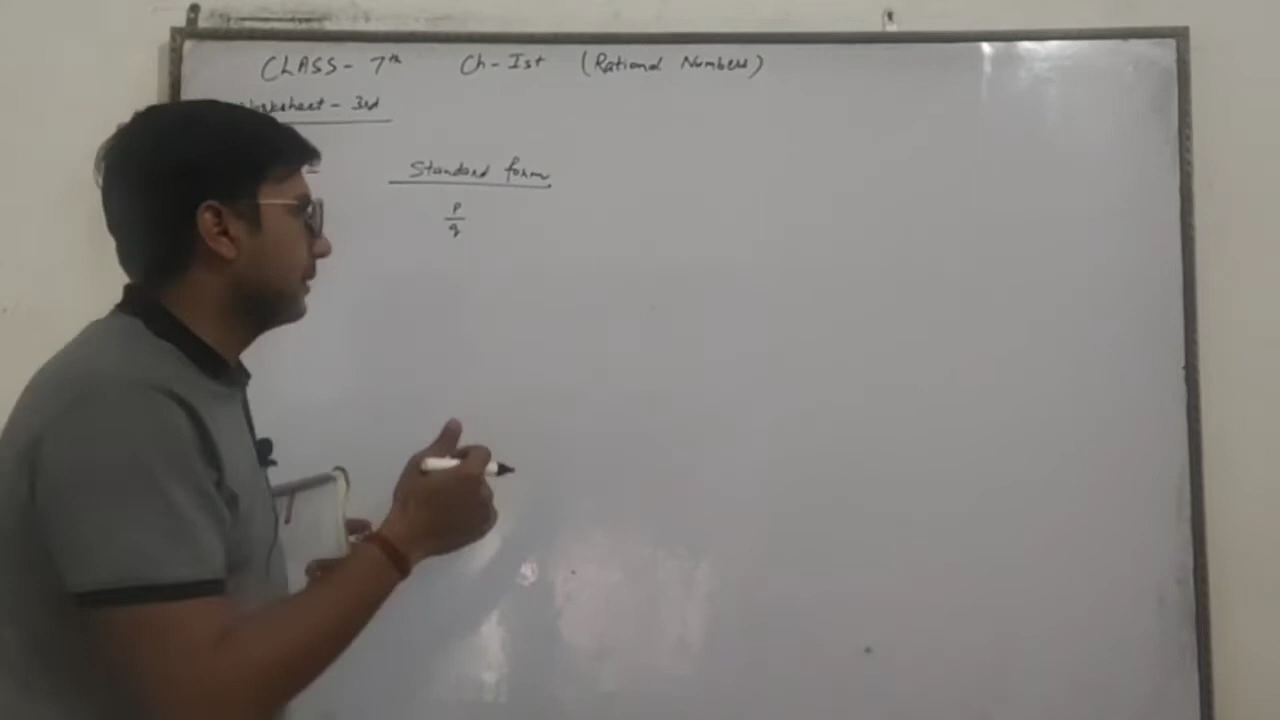 CLASS- 7th Ch- Ist (Rational Numbers)
Worksheet - 3rd
Standard form
p
q